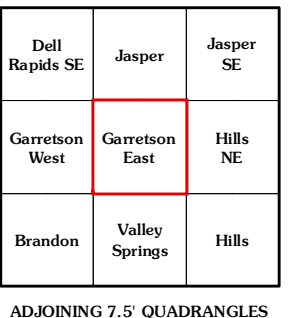 Dell
Rapids SE
Jasper
Jasper
SE
Garretson
West
Garretson
East
Hills
NE
Brandon
Valley
Springs
Hills
ADJOINING 7.5' QUADRANGLES